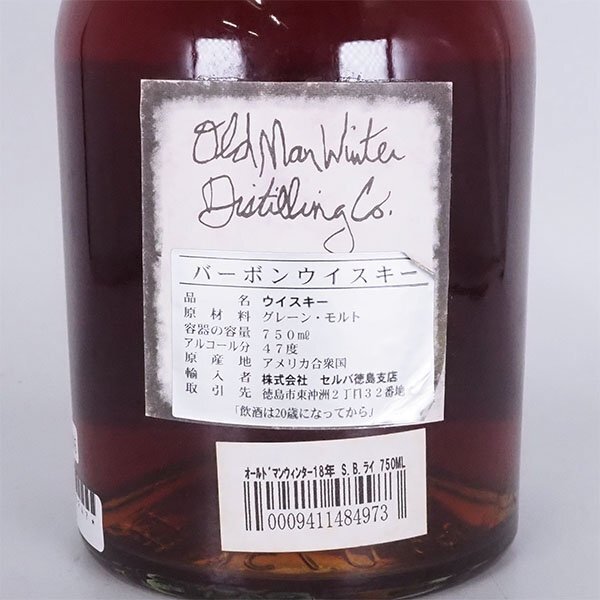 Old Man Winter
Distilling Co.
バーボンウイスキー
品名 ウイスキー
原材料 グレーン・モルト
容器の容量 750㎖
アルコール分 47度
原産地 アメリカ合衆国
輸入者 株式会社 セルバ徳島支店
取引先 徳島市東沖洲2丁目32番地
「飲酒は20歳になってから」
オールドマンウィンター18年 S.B.ライ 750ML
0009411484973